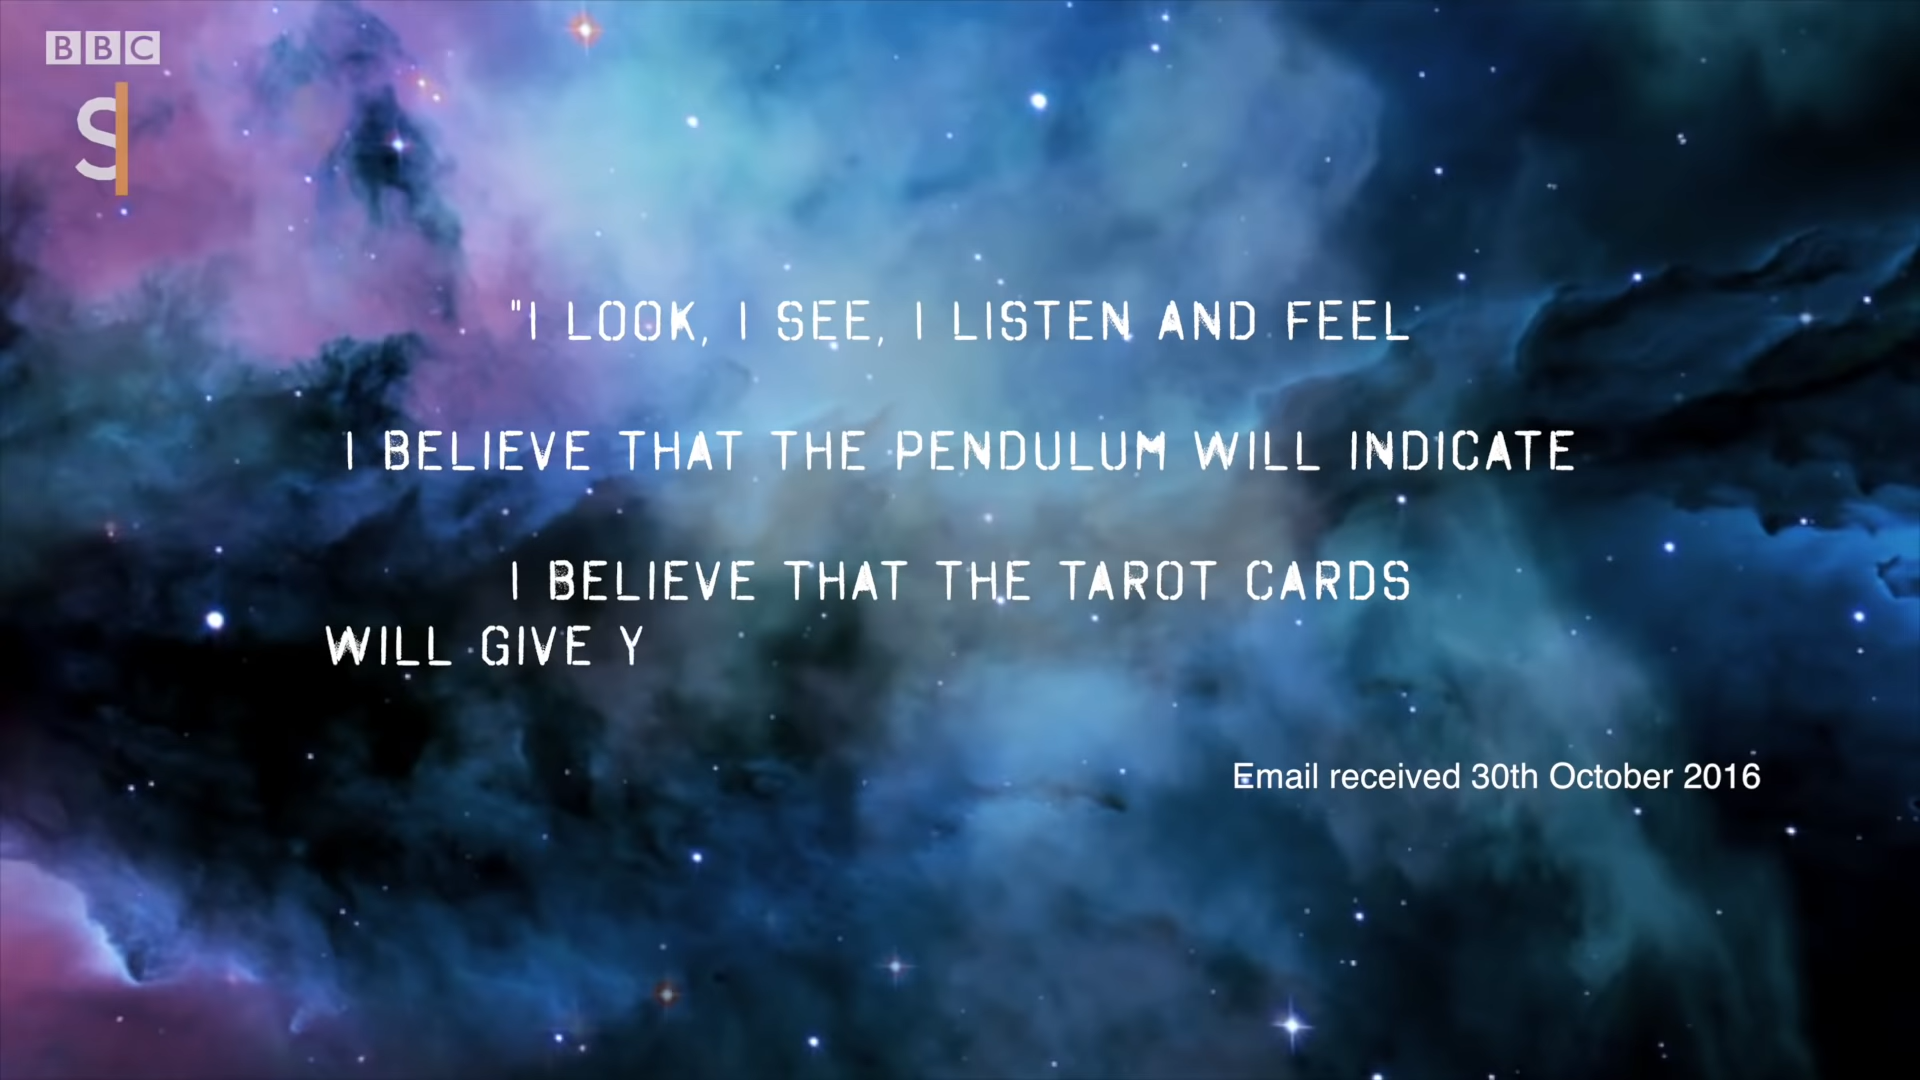 BBC
S
"I LOOK, I SEE, I LISTEN AND FEEL
I BELIEVE THAT THE PENDULUM WILL INDICATE
I BELIEVE THAT THE TAROT CARDS
WILL GIVE Y
Email received 30th October 2016